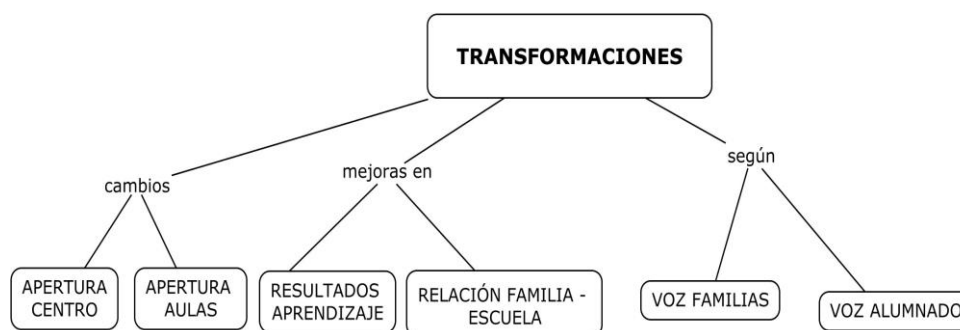 TRANSFORMACIONES
cambios
mejoras en
según
APERTURA
CENTRO
APERTURA
AULAS
RESULTADOS
APRENDIZAJE
RELACIÓN FAMILIA -
ESCUELA
VOZ FAMILIAS
VOZ ALUMNADO